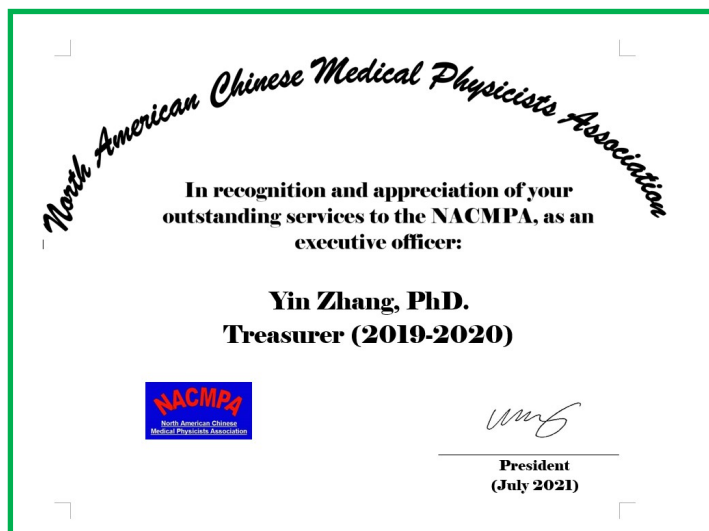 North American Chinese Medical Physicists Association
In recognition and appreciation of your
outstanding services to the NACMPA, as an
executive officer:
Yin Zhang, PhD.
Treasurer (2019-2020)
NACMPA
North American Chinese
Medical Physicists Association
President
(July 2021)